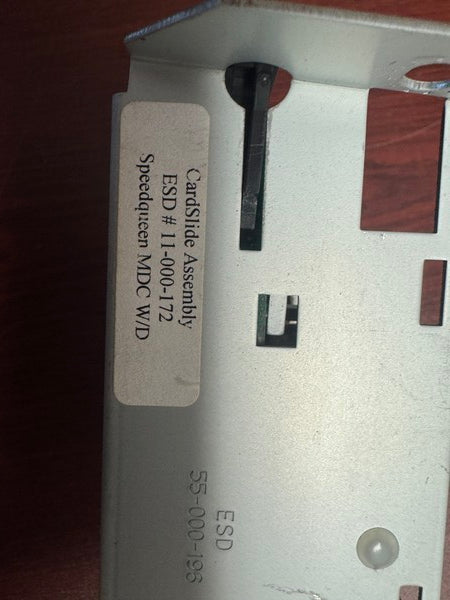 CardSlide Assembly
ESD # 11-000-172
Speedqueen MDC W/D
ESD
55-000-196